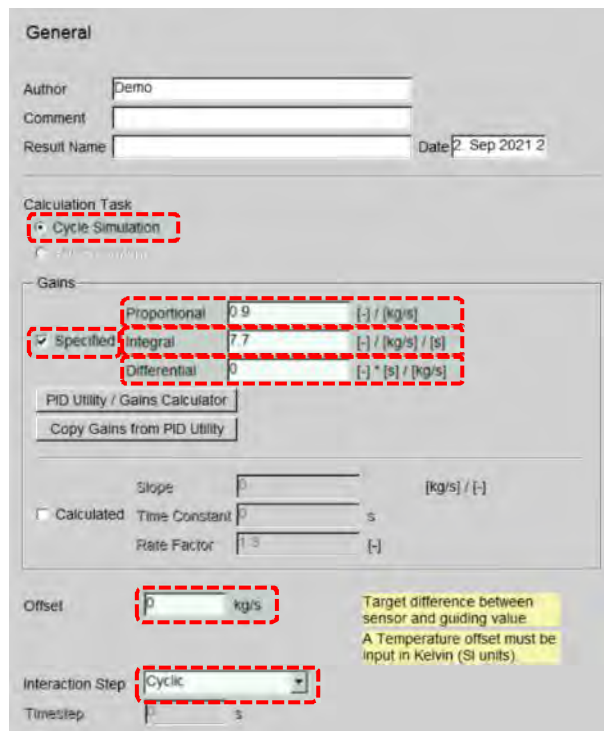 General
Author Demo
Comment
Result Name Date 2. Sep 2021 2
Calculation Task
Cycle Simulation
Gains
Proportional 0.9 [-] / [kg/s]
Specified Integral 7.7 [-] / [kg/s] / [s]
Differential 0 [-] * [s] / [kg/s]
PID Utility / Gains Calculator
Copy Gains from PID Utility
Slope 0 [kg/s] / [-]
Calculated Time Constant 0 s
Rate Factor 1.3 [-]
Offset 0 kg/s Target difference between
sensor and guiding value
A Temperature offset must be
input in Kelvin (SI units)
Interaction Step Cyclic
Timestep 0 s